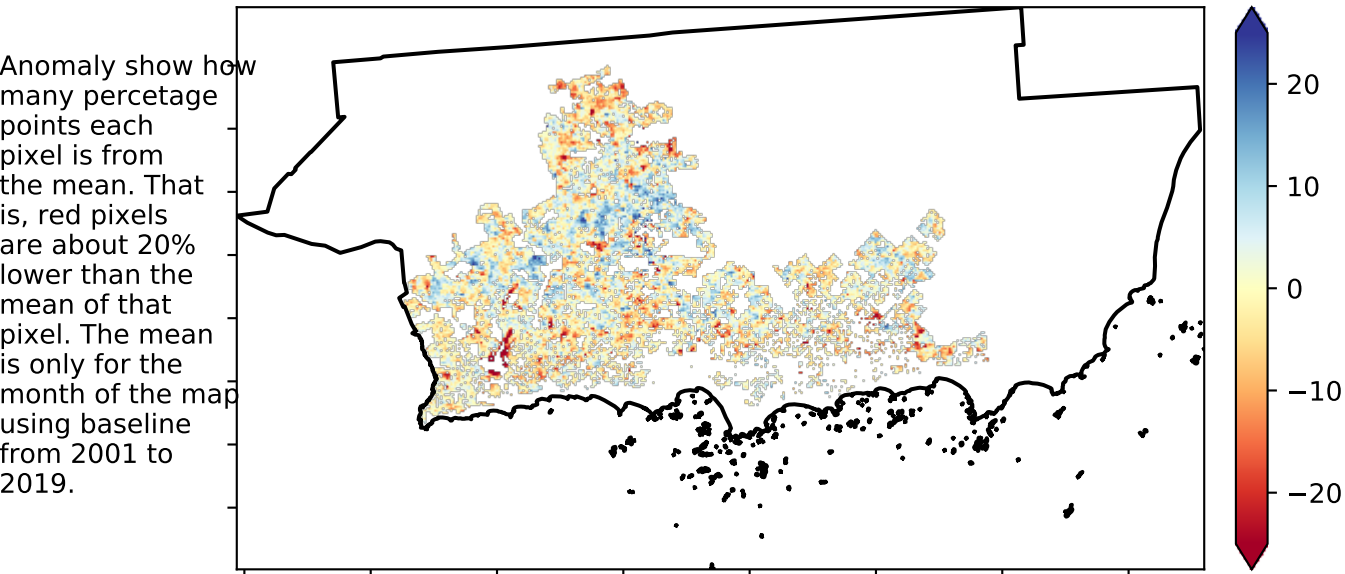 Anomaly show how
many percetage
points each
pixel is from
the mean. That
is, red pixels
are about 20%
lower than the
mean of that
pixel. The mean
is only for the
month of the map
using baseline
from 2001 to
2019.
20
10
0
−10
−20